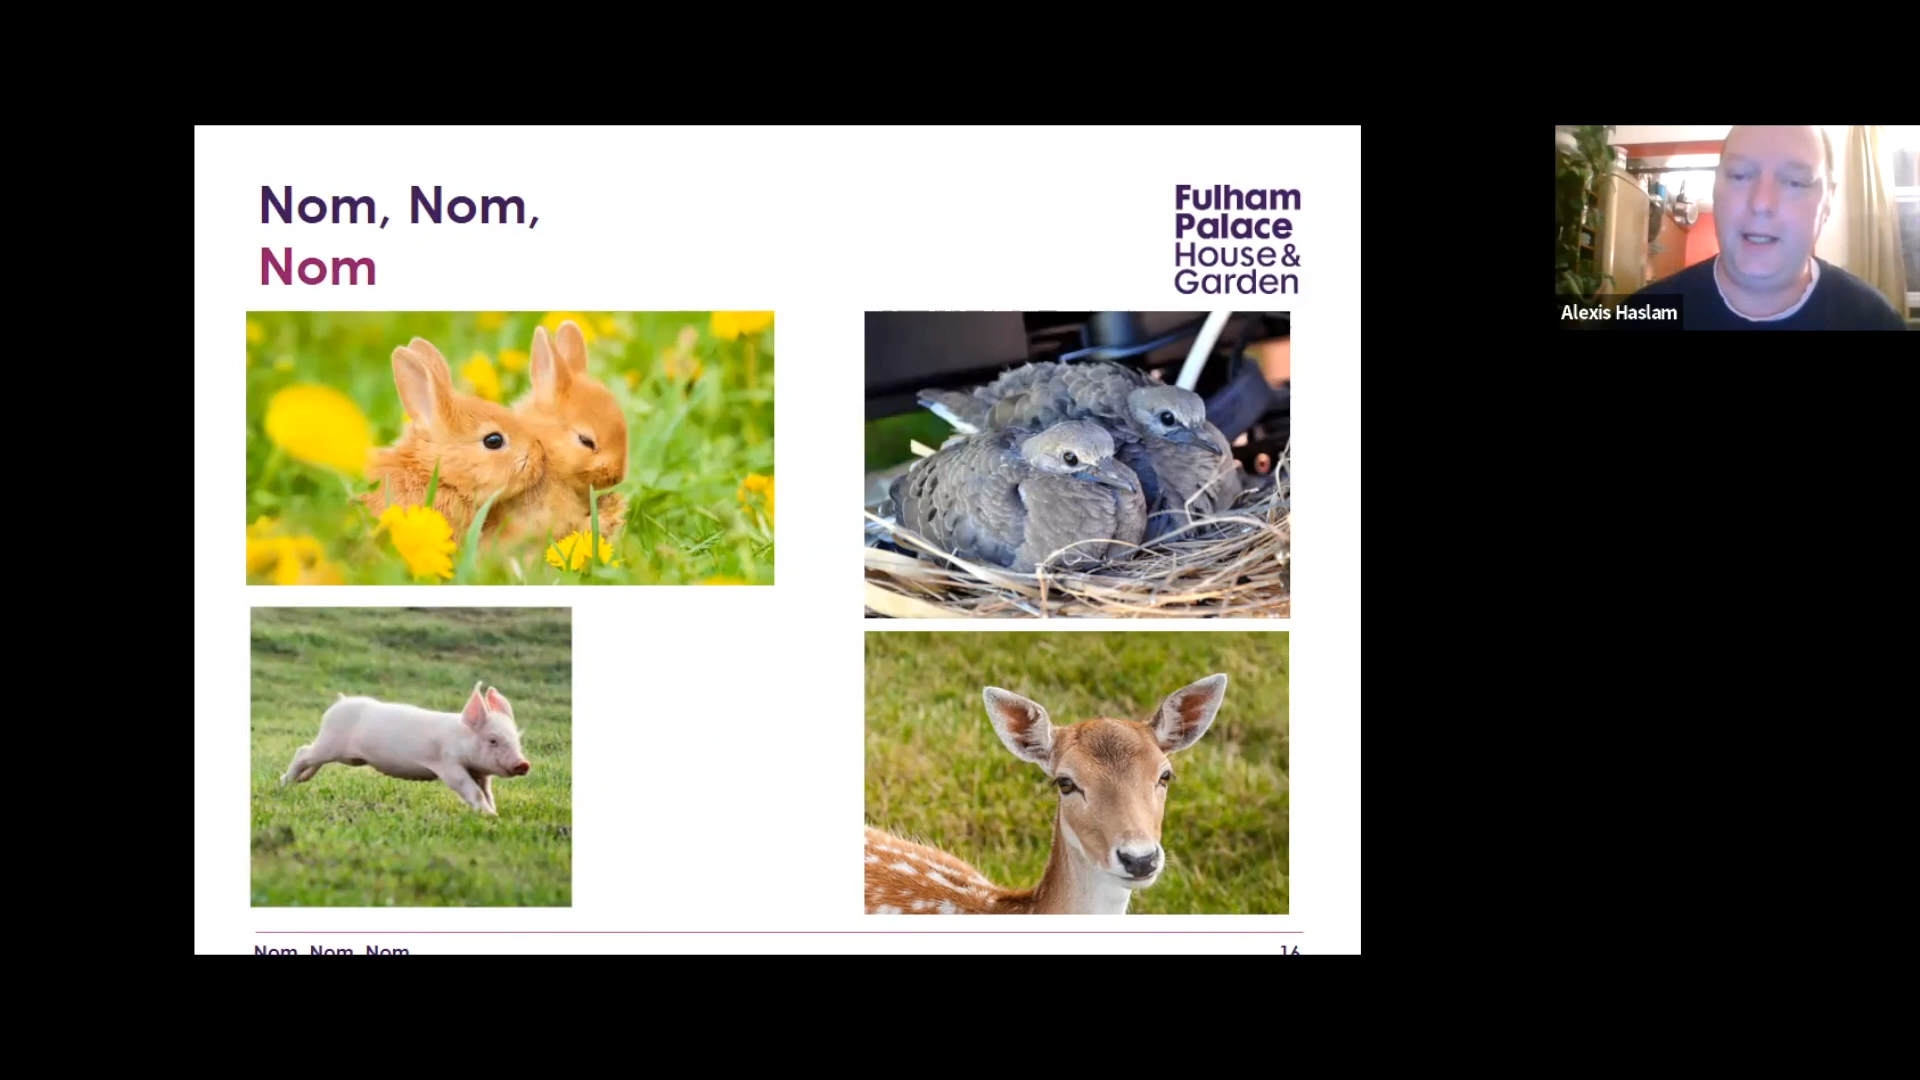 Nom, Nom,
Nom
Fulham
Palace
House &
Garden
Alexis Haslam
Nom, Nom, Nom
16